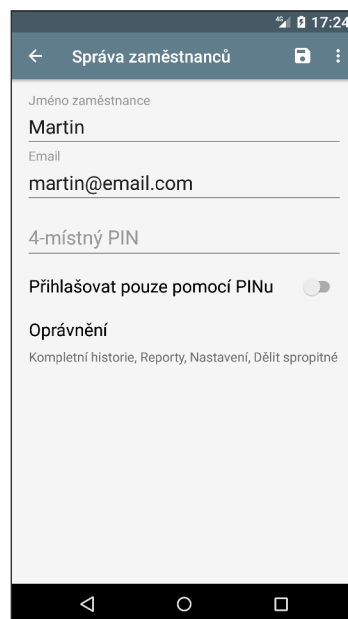 4G 17:24
Správa zaměstnanců
Jméno zaměstnance
Martin
Email
martin@email.com
4-místný PIN
Přihlašovat pouze pomocí PINu
Oprávnění
Kompletní historie, Reporty, Nastavení, Dělit spropitné